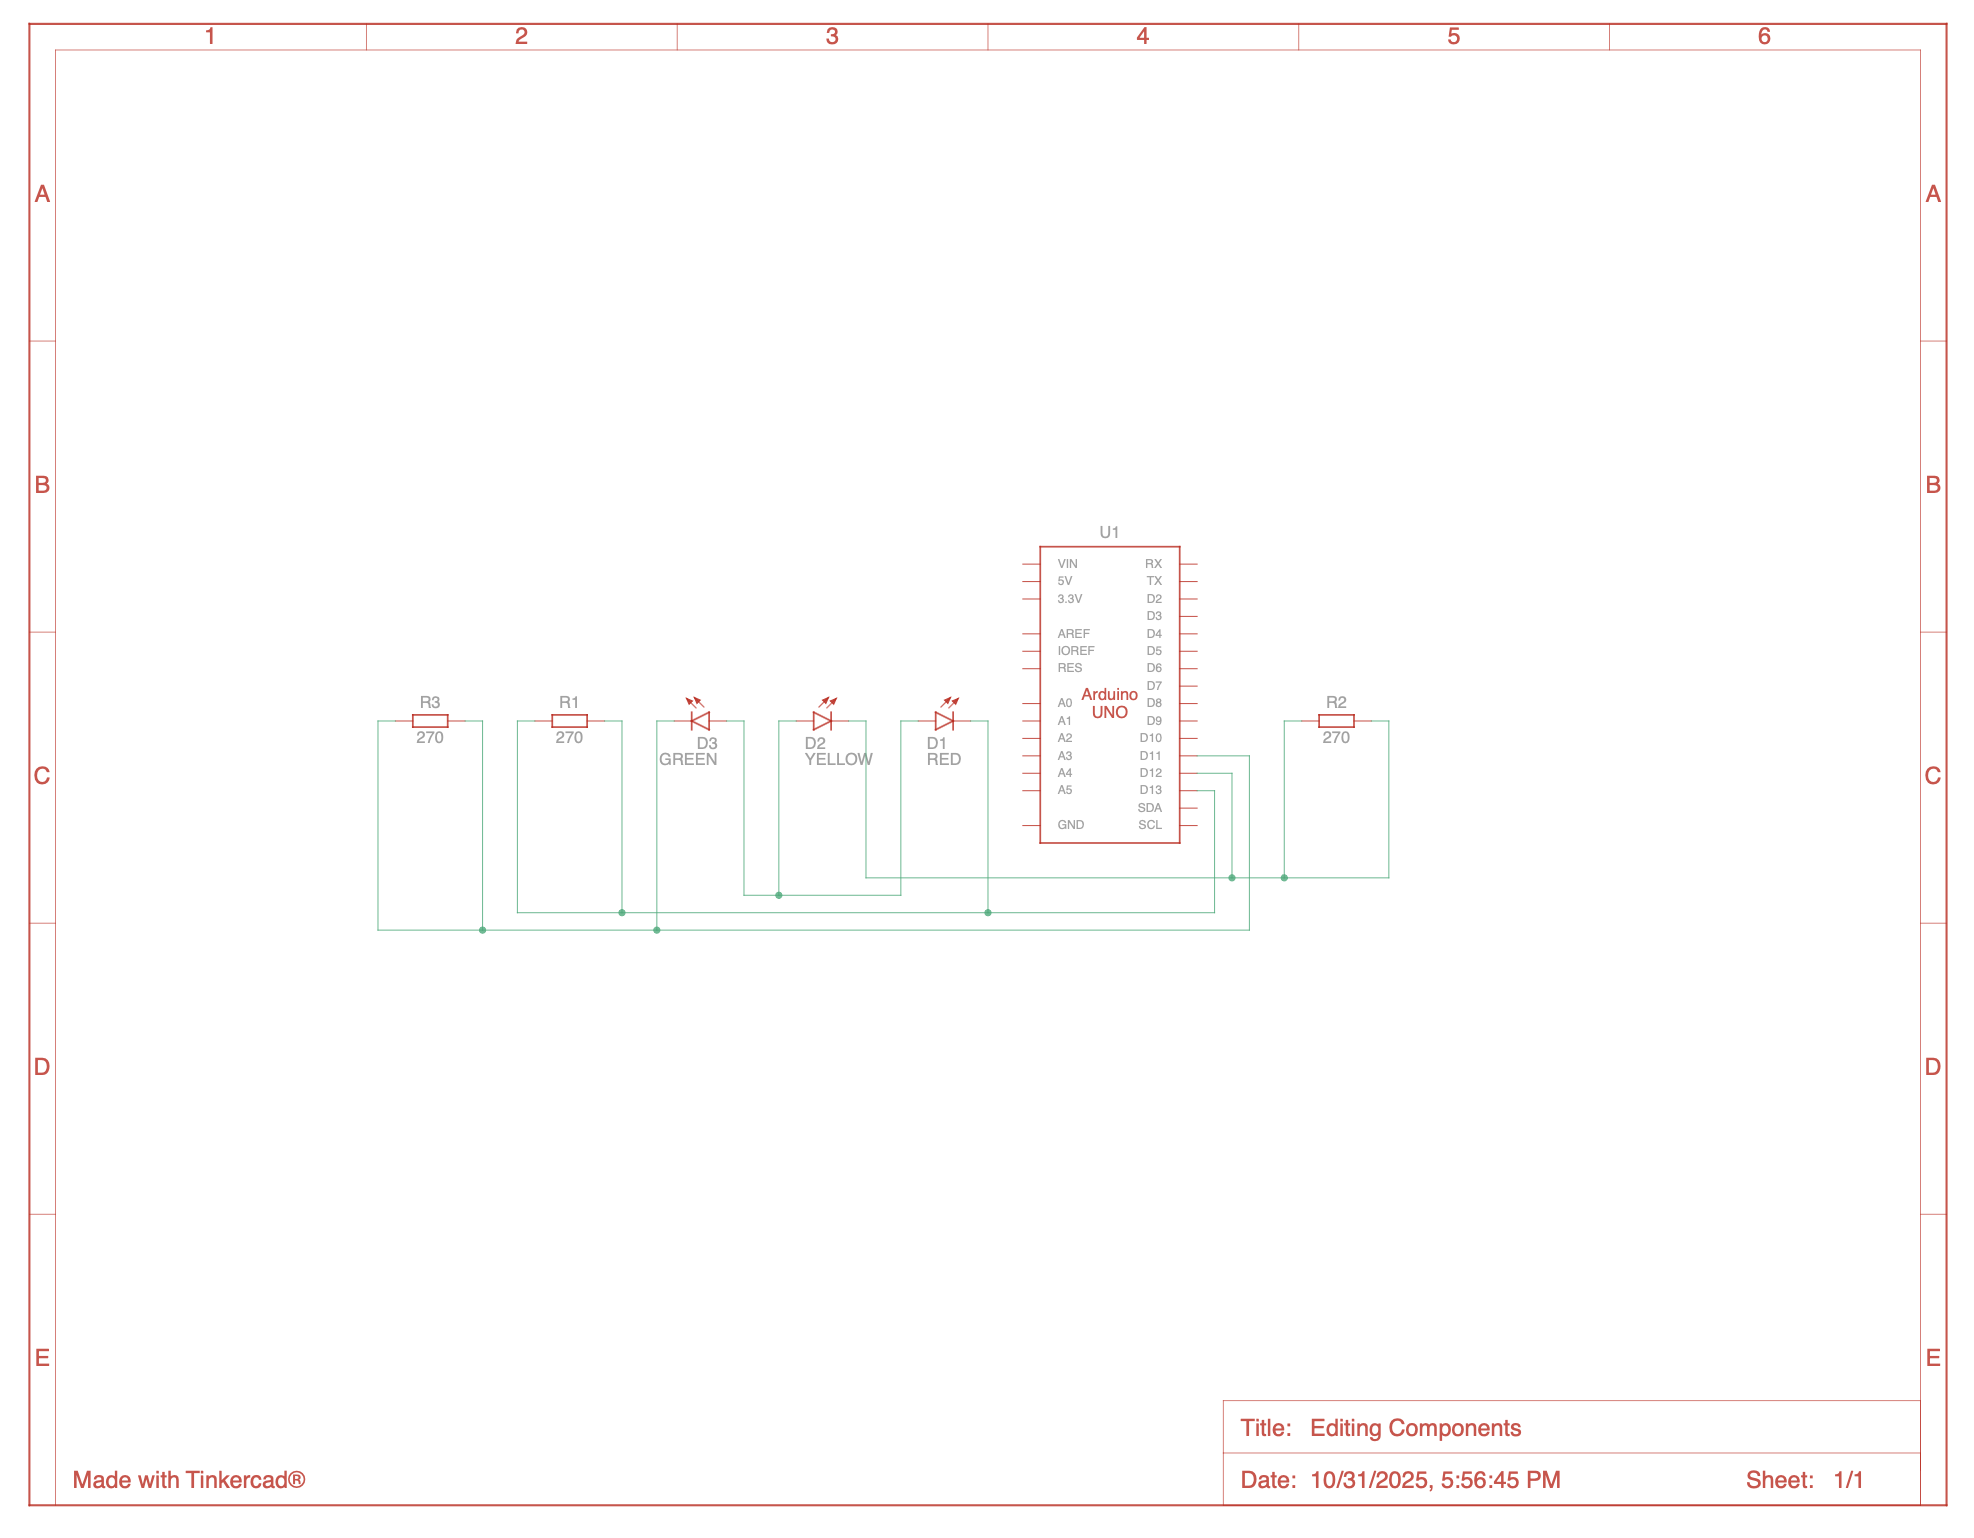 1 2 3 4 5 6
A A
B B
U1
VIN RX
5V TX
3.3V D2
D3
AREF D4
IOREF D5
RES D6
D7
Arduino
UNO
A0 D8
A1 D9
A2 D10
A3 D11
A4 D12
A5 D13
SDA
GND SCL
R3
270
R1
270
D3
GREEN
D2
YELLOW
D1
RED
R2
270
C C
D D
E E
Title: Editing Components
Date: 10/31/2025, 5:56:45 PM Sheet: 1/1
Made with Tinkercad®